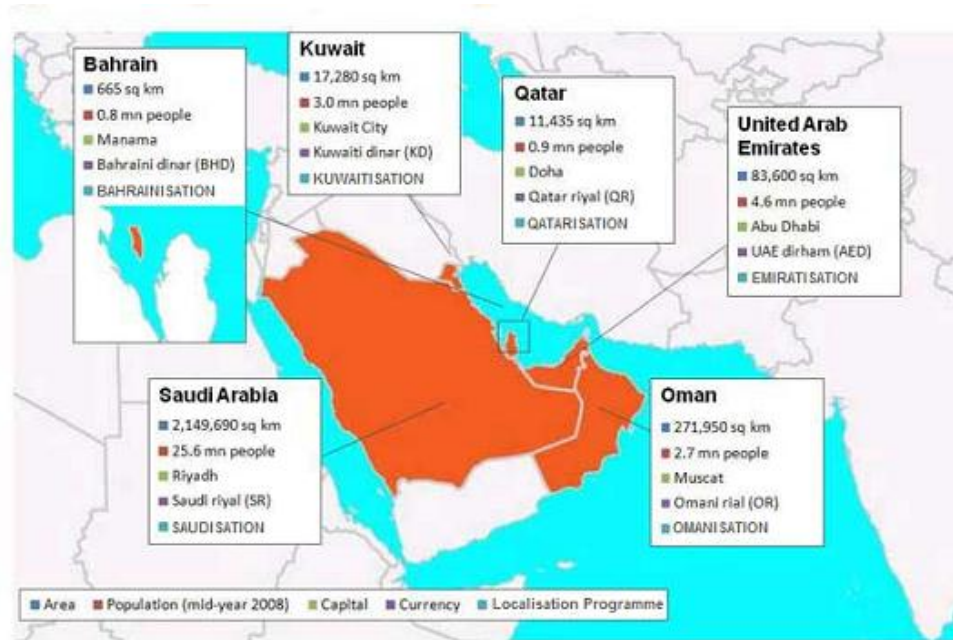 Bahrain
665 sq km
0.8 mn people
Manama
Bahraini dinar (BHD)
BAHRAINISATION
Kuwait
17,280 sq km
3.0 mn people
Kuwait City
Kuwaiti dinar (KD)
KUWAITISATION
Qatar
11,435 sq km
0.9 mn people
Doha
Qatar riyal (QR)
QATARISATION
United Arab
Emirates
83,600 sq km
4.6 mn people
Abu Dhabi
UAE dirham (AED)
EMIRATISATION
Saudi Arabia
2,149,690 sq km
25.6 mn people
Riyadh
Saudi riyal (SR)
SAUDISATION
Oman
271,950 sq km
2.7 mn people
Muscat
Omani rial (OR)
OMANISATION
Area Population (mid-year 2008) Capital Currency Localisation Programme